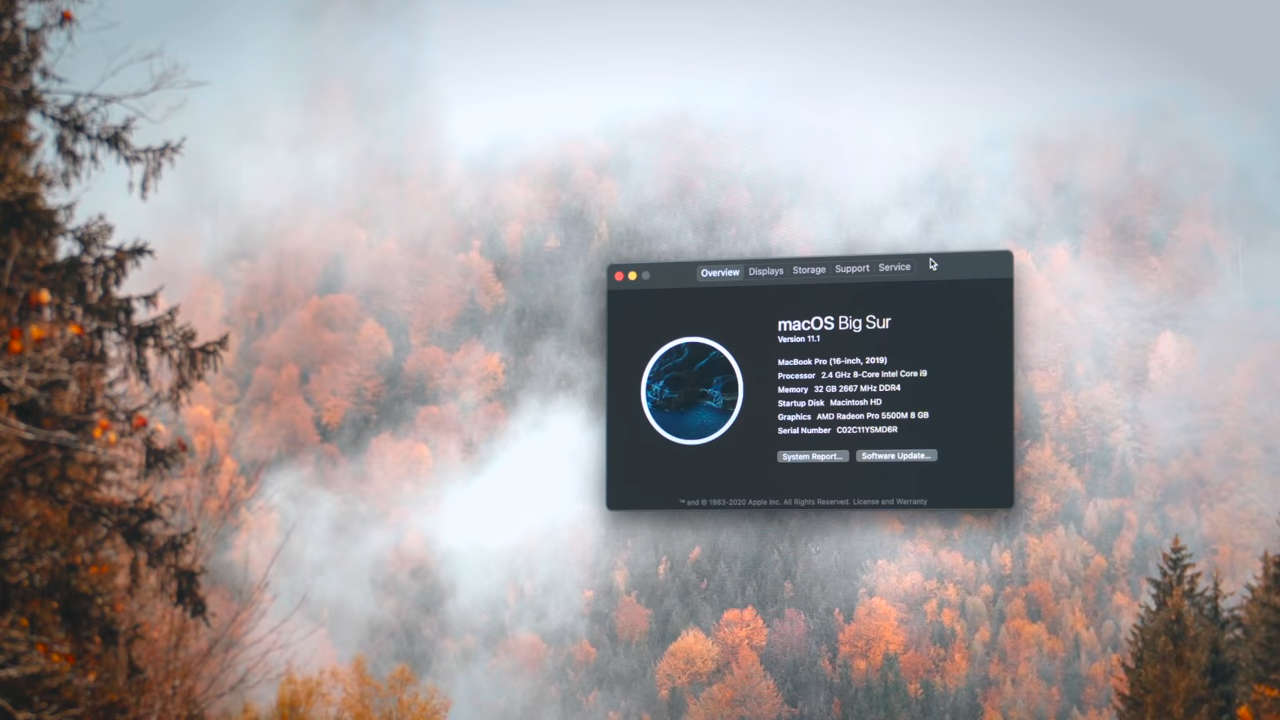 Overview Displays Storage Support Service
macOS Big Sur
Version 11.1
MacBook Pro (16-inch, 2019)
Processor 2.4 GHz 8-Core Intel Core i9
Memory 32 GB 2667 MHz DDR4
Startup Disk Macintosh HD
Graphics AMD Radeon Pro 5500M 8 GB
Serial Number C02C11YSMD6R
System Report... Software Update...
™ and © 1983-2020 Apple Inc. All Rights Reserved. License and Warranty